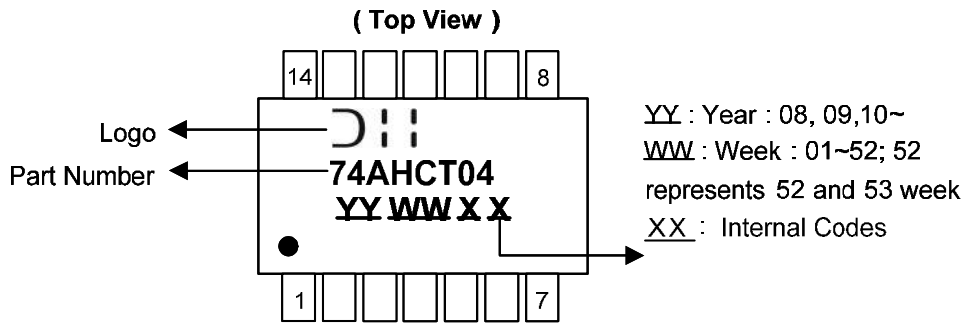 ( Top View )
14 8
Logo
Part Number
74AHCT04
YY WW X X
1 7
YY : Year : 08, 09,10~
WW : Week : 01~52; 52
represents 52 and 53 week
XX : Internal Codes